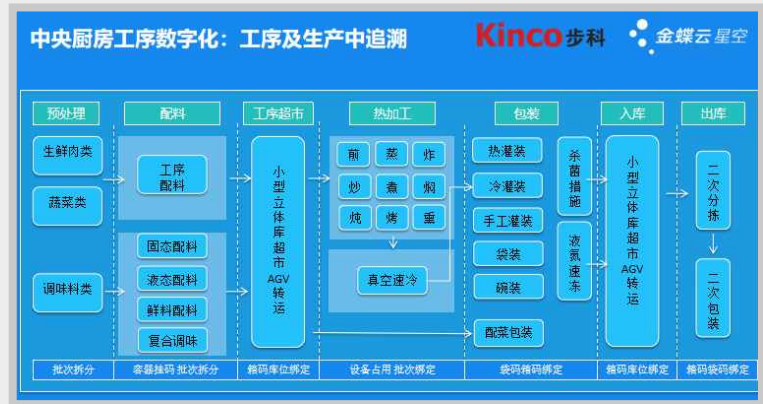 中央厨房工序数字化：工序及生产中追溯
Kinco步科
金蝶云 星空
预处理
配料
工序超市
热加工
包装
入库
出库
生鲜肉类
蔬菜类
调味料类
工序
配料
固态配料
液态配料
鲜料配料
复合调味
小型立体库超市AGV转运
前
蒸
炸
炒
煮
焖
炖
烤
重
真空速冷
热灌装
冷灌装
手工灌装
袋装
碗装
配菜包装
杀菌措施
液氮速冻
小型立体库超市AGV转运
二次分拣
二次包装
批次拆分
容器挂码 批次拆分
箱码库位绑定
设备占用 批次绑定
袋码箱码绑定
箱码库位绑定
箱码袋码绑定